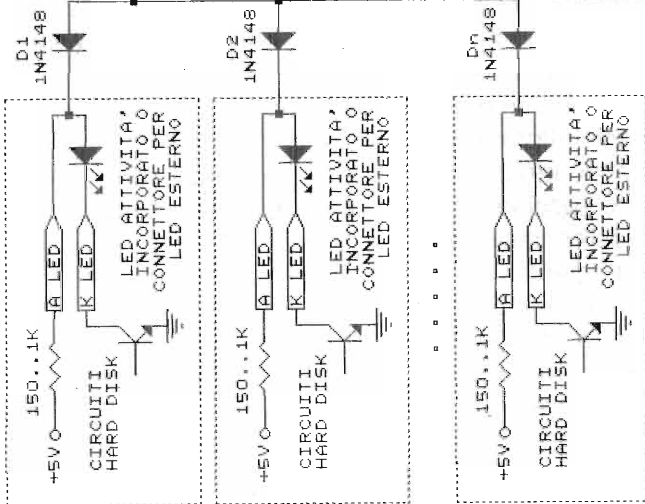 D1
1N4148
LED ATTIVITA'
INCORPORATO O
CONNETTORE PER
LED ESTERNO
A LED
K LED
150..1K
+5V
CIRCUITI
HARD DISK
D2
1N4148
LED ATTIVITA'
INCORPORATO O
CONNETTORE PER
LED ESTERNO
A LED
K LED
150..1K
+5V
CIRCUITI
HARD DISK
Dn
1N4148
LED ATTIVITA'
INCORPORATO O
CONNETTORE PER
LED ESTERNO
A LED
K LED
150..1K
+5V
CIRCUITI
HARD DISK